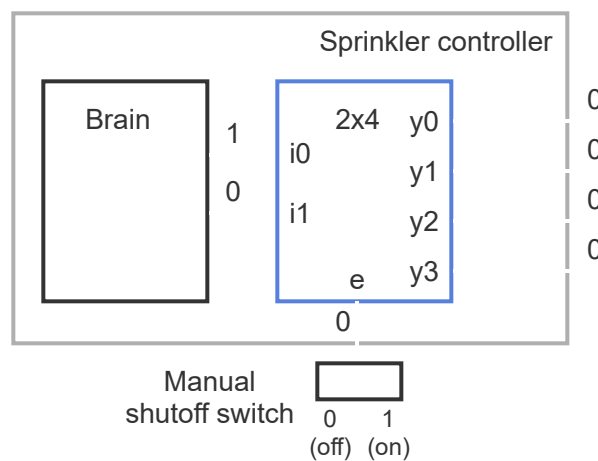 Sprinkler controller
Brain
1
0
2x4
i0
i1
e
y0
y1
y2
y3
0
0
0
0
0
Manual
shutoff switch
0 1
(off) (on)